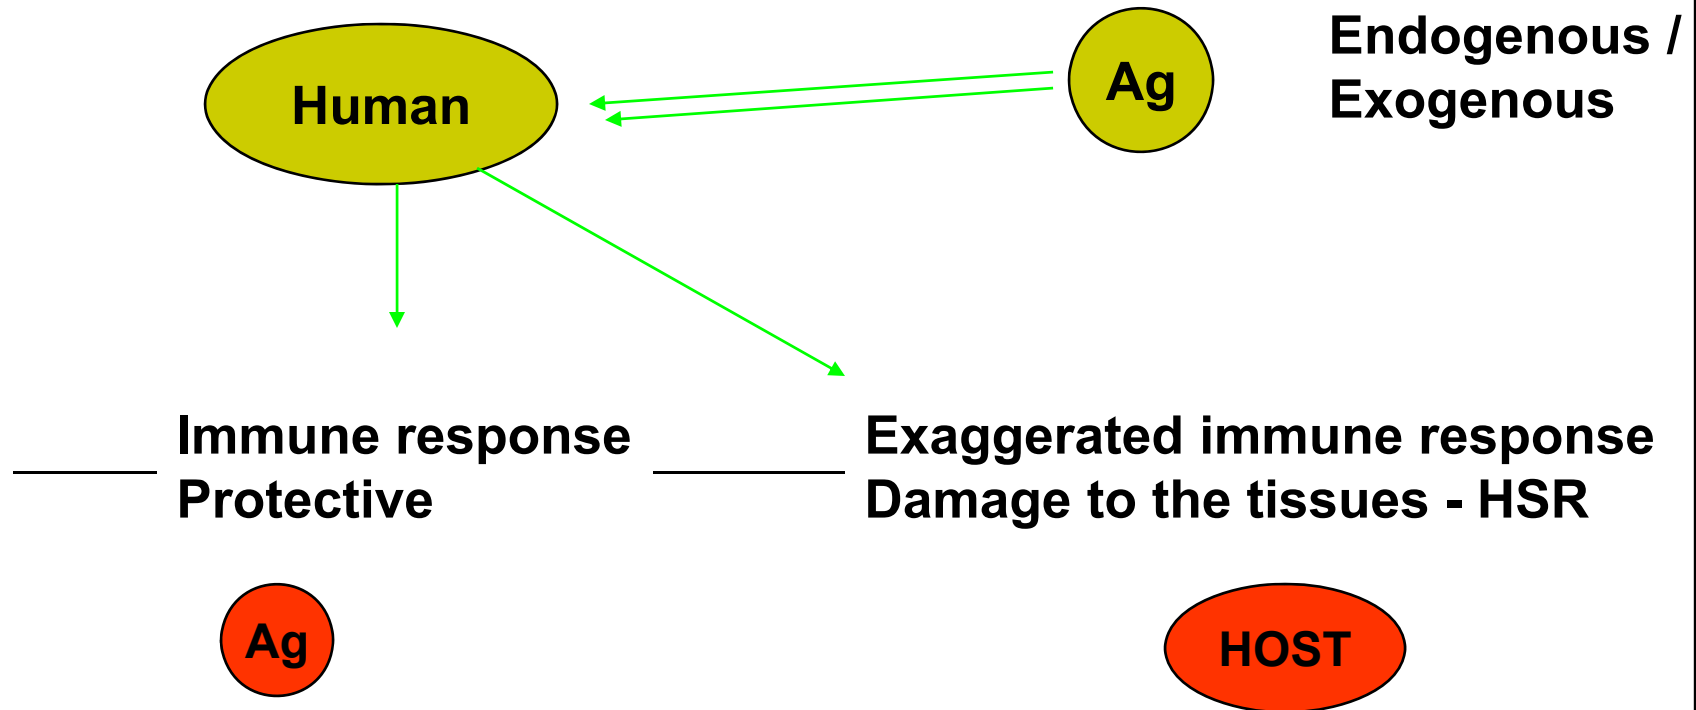 Human
Ag
Endogenous /
Exogenous
Immune response
Protective
Exaggerated immune response
Damage to the tissues - HSR
Ag
HOST